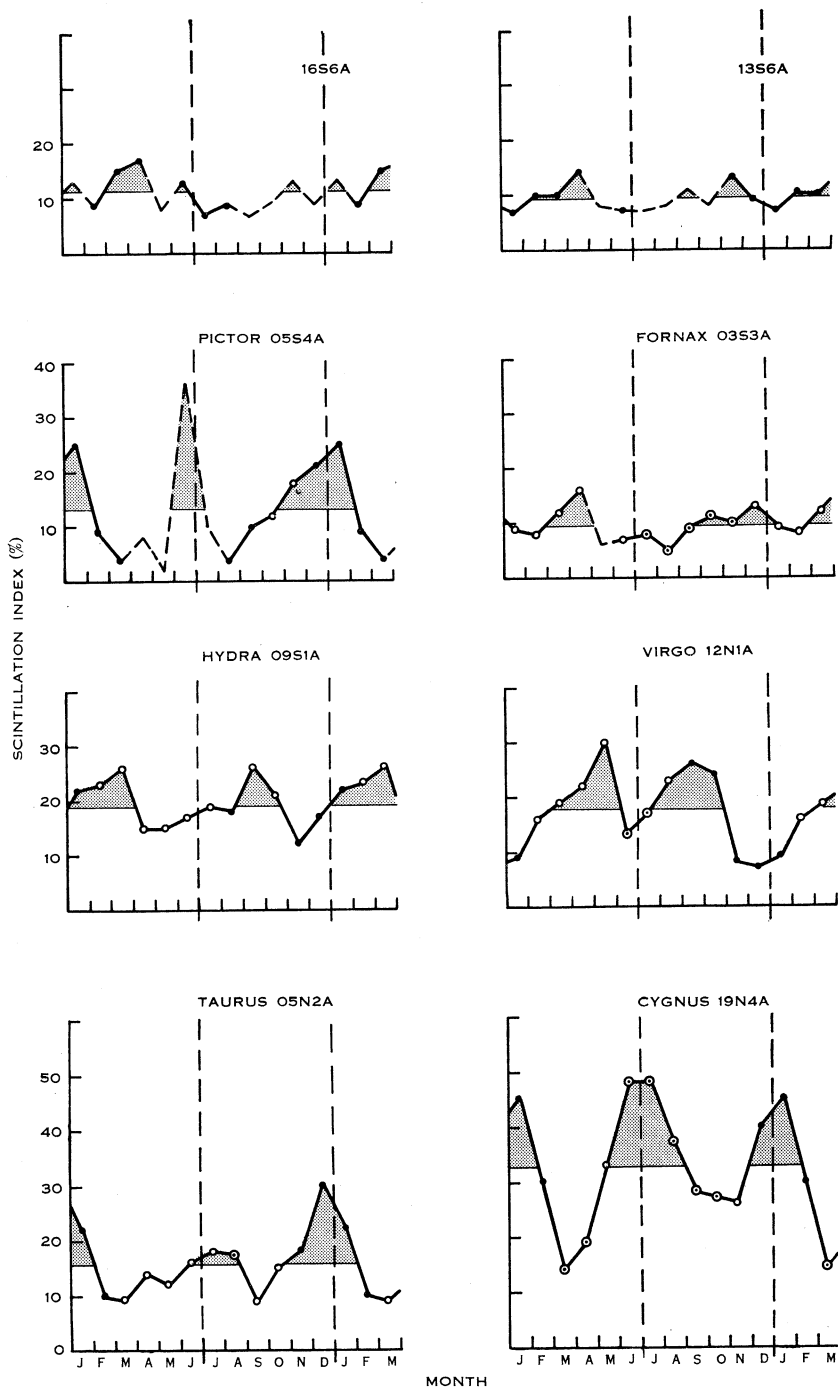 16S6A
13S6A
20
10
PICTOR 05S4A
FORNAX 03S3A
40
30
20
10
SCINTILLATION INDEX (%)
HYDRA 09S1A
VIRGO 12N1A
30
20
10
TAURUS 05N2A
CYGNUS 19N4A
50
40
30
20
10
0
J F M A M J J A S O N D J F M
J F M A M J J A S O N D J F M
MONTH